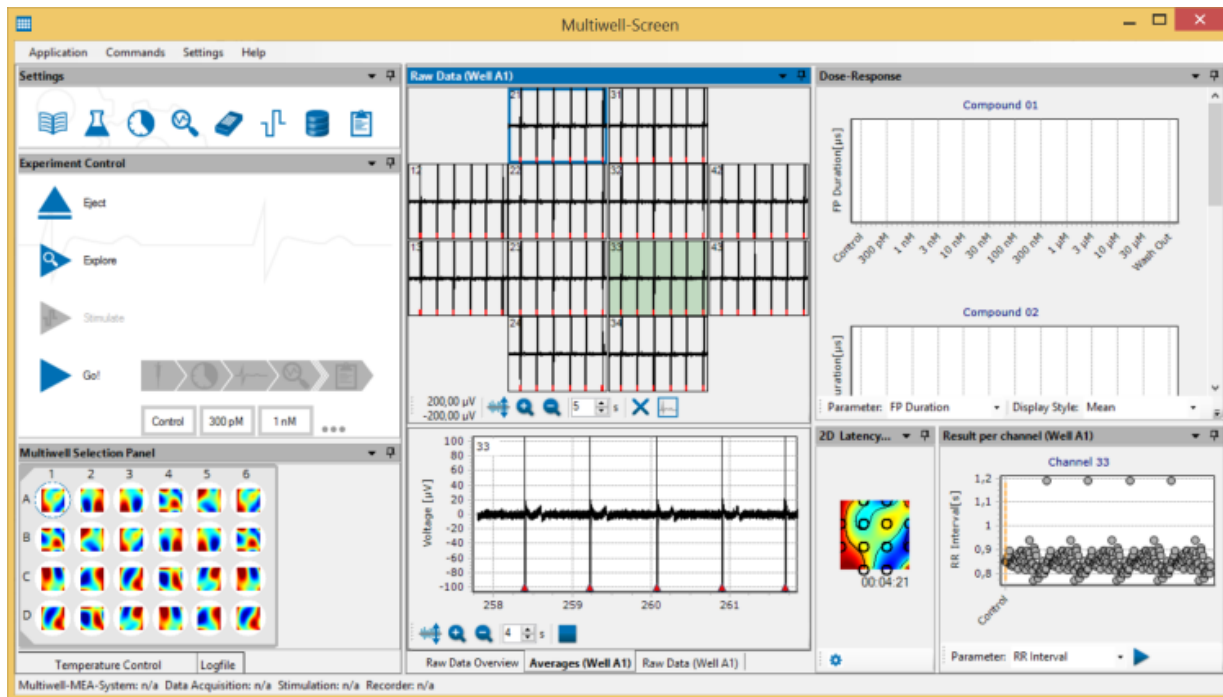 Multiwell-Screen
Application Commands Settings Help
Settings
Experiment Control
Eject
Explore
Stimulate
Go!
Control 300 pM 1 nM
Multiwell Selection Panel
1 2 3 4 5 6
A
B
C
D
Temperature Control Logfile
Raw Data (Well A1)
21 31
12 22 32 42
13 23 33 43
24 34
200,00 µV
-200,00 µV
5 s
33
Voltage [µV]
100
80
60
40
20
0
-20
-40
-60
-80
-100
258 259 260 261
4 s
Raw Data Overview Averages (Well A1) Raw Data (Well A1)
Dose-Response
Compound 01
FP Duration[µs]
Control 300 pM 1 nM 3 nM 10 nM 30 nM 100 nM 300 nM 1 µM 3 µM 10 µM 30 µM Wash Out
Compound 02
uration[µs]
Parameter: FP Duration Display Style: Mean
2D Latency...
00:04:21
Result per channel (Well A1)
Channel 33
RR Interval[s]
1,2
1,1
1
0,9
0,8
Control
Parameter: RR Interval
Multiwell-MEA-System: n/a Data Acquisition: n/a Stimulation: n/a Recorder: n/a